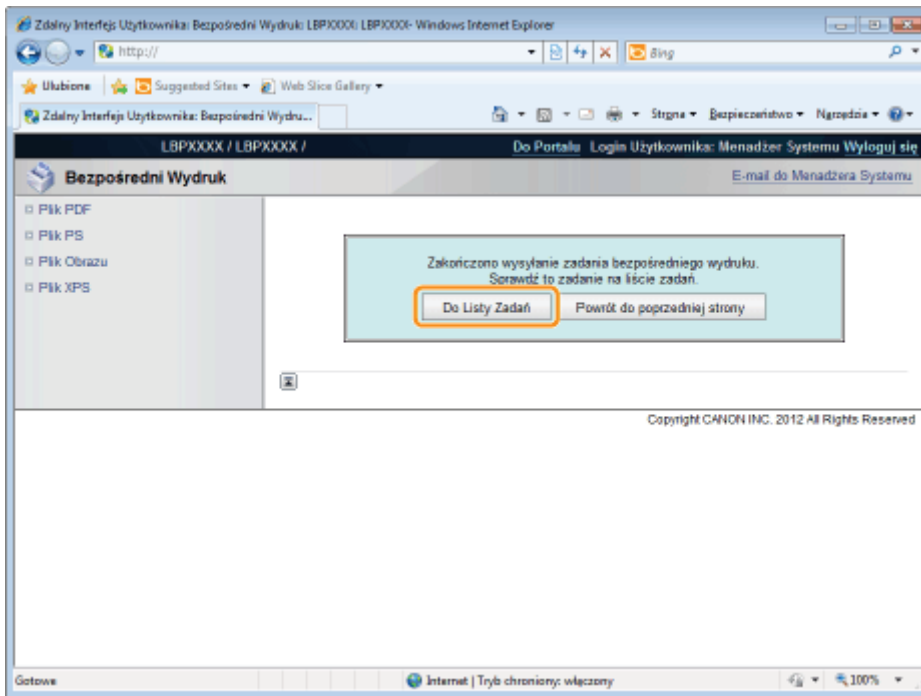 Zdalny Interfejs Użytkownika: Bezpośredni Wydruk: LBPXXXX: LBPXXXX- Windows Internet Explorer
http://
Bing
Ulubione Suggested Sites Web Slice Gallery
Zdalny Interfejs Użytkownika: Bezpośredni Wydru... Strona Bezpieczeństwo Narzędzia
LBPXXXX / LBPXXXX / Do Portalu Login Użytkownika: Menadżer Systemu Wyloguj się
Bezpośredni Wydruk E-mail do Menadżera Systemu
Plik PDF
Plik PS
Plik Obrazu
Plik XPS
Zakończono wysyłanie zadania bezpośredniego wydruku.
Sprawdź to zadanie na liście zadań.
Do Listy Zadań Powrót do poprzedniej strony
Copyright CANON INC. 2012 All Rights Reserved
Gotowe Internet | Tryb chroniony: włączony 100%